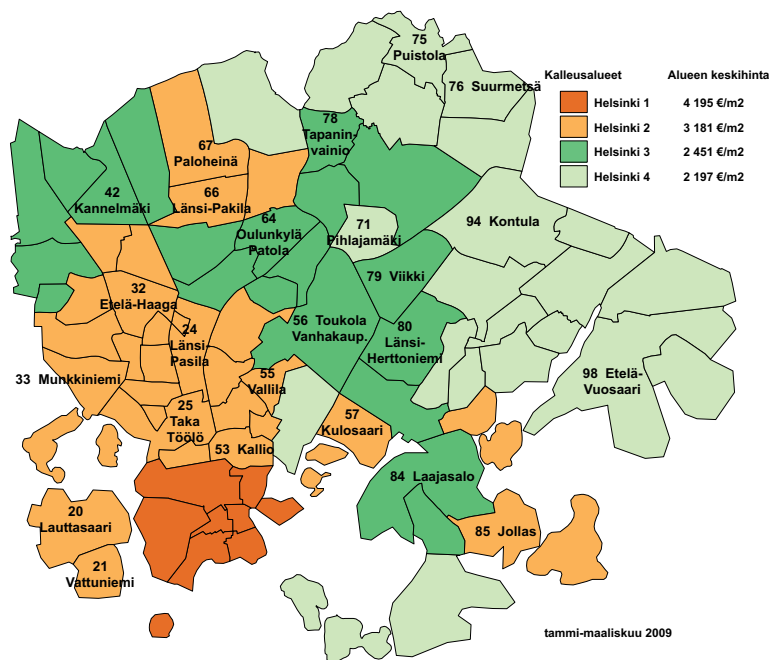 75
Puistola
76 Suurmetsä
Kalleusalueet Alueen keskihinta
Helsinki 1 4 195 €/m2
Helsinki 2 3 181 €/m2
Helsinki 3 2 451 €/m2
Helsinki 4 2 197 €/m2
78
Tapanin-
vainio
67
Paloheinä
66
Länsi-Pakila
42
Kannelmäki
64
Oulunkylä
Patola
71
Pihlajamäki
94 Kontula
79 Viikki
32
Etelä-Haaga
24
Länsi-
Pasila
56 Toukola
Vanhakaup.
80
Länsi-
Herttoniemi
33 Munkkiniemi
55
Vallila
98 Etelä-
Vuosaari
25
Taka
Töölö
57
Kulosaari
53 Kallio
84 Laajasalo
20
Lauttasaari
85 Jollas
21
Vattuniemi
tammi-maaliskuu 2009